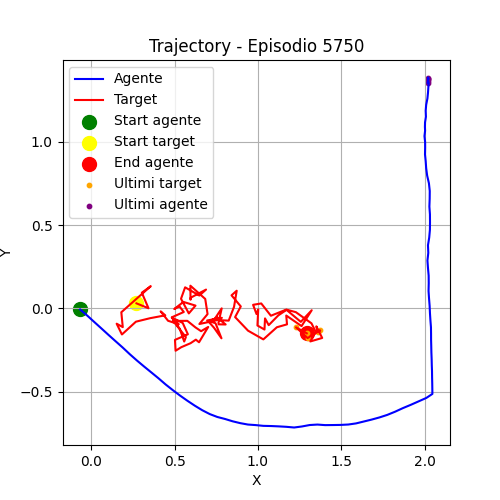 Trajectory - Episodio 5750
Agente
Target
Start agente
Start target
End agente
Ultimi target
Ultimi agente
Y
1.0
0.5
0.0
−0.5
0.0 0.5 1.0 1.5 2.0
X